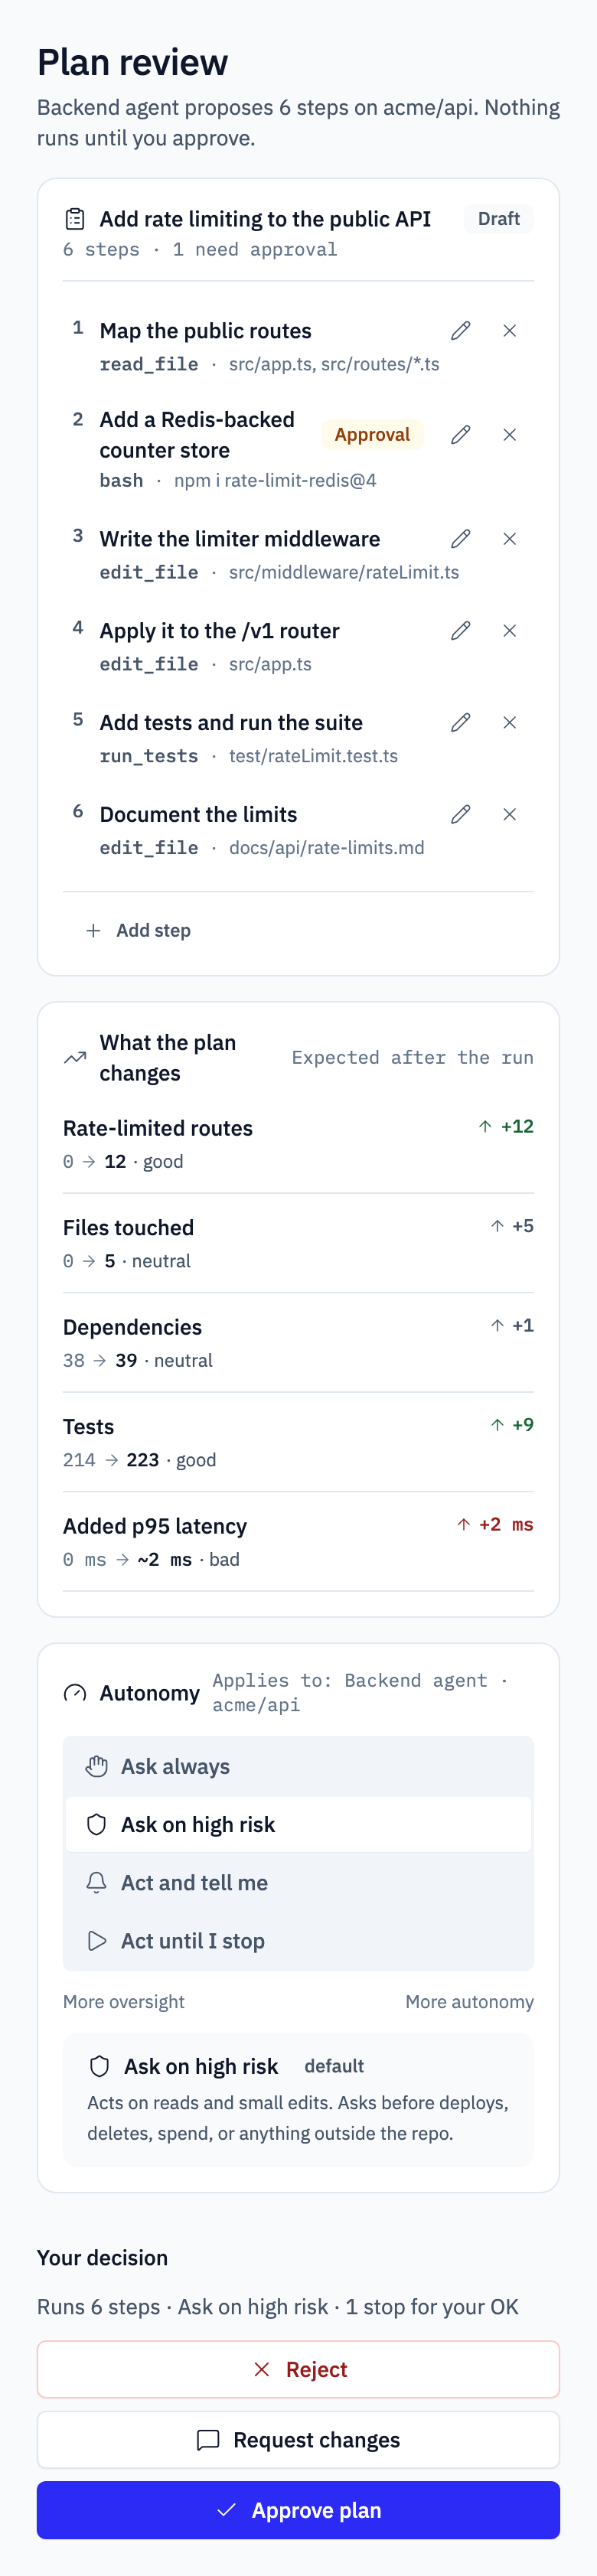 Plan review
Backend agent proposes 6 steps on acme/api. Nothing
runs until you approve.
Add rate limiting to the public API
Draft
6 steps · 1 need approval
1
Map the public routes
read_file · src/app.ts, src/routes/*.ts
2
Add a Redis-backed
counter store
Approval
bash · npm i rate-limit-redis@4
3
Write the limiter middleware
edit_file · src/middleware/rateLimit.ts
4
Apply it to the /v1 router
edit_file · src/app.ts
5
Add tests and run the suite
run_tests · test/rateLimit.test.ts
6
Document the limits
edit_file · docs/api/rate-limits.md
Add step
What the plan
changes
Expected after the run
Rate-limited routes
↑ +12
0 → 12 · good
Files touched
↑ +5
0 → 5 · neutral
Dependencies
↑ +1
38 → 39 · neutral
Tests
↑ +9
214 → 223 · good
Added p95 latency
↑ +2 ms
0 ms → ~2 ms · bad
Autonomy
Applies to: Backend agent ·
acme/api
Ask always
Ask on high risk
Act and tell me
Act until I stop
More oversight
More autonomy
Ask on high risk
default
Acts on reads and small edits. Asks before deploys,
deletes, spend, or anything outside the repo.
Your decision
Runs 6 steps · Ask on high risk · 1 stop for your OK
Reject
Request changes
Approve plan